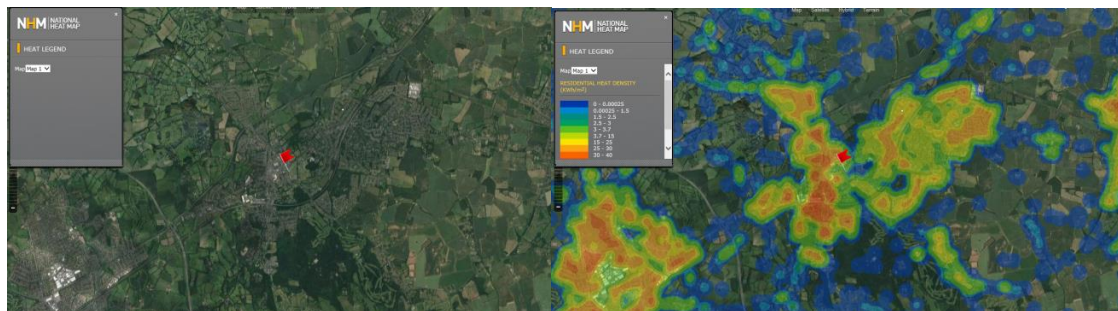 NHM NATIONAL
HEAT MAP
HEAT LEGEND
Map Map 1
NHM NATIONAL
HEAT MAP
HEAT LEGEND
Map Map 1
RESIDENTIAL HEAT DENSITY
(KWh/m²)
0 - 0.00025
0.00025 - 1.5
1.5 - 2.5
2.5 - 3
3 - 3.7
3.7 - 15
15 - 25
25 - 30
30 - 40
Map Satellite Hybrid Terrain